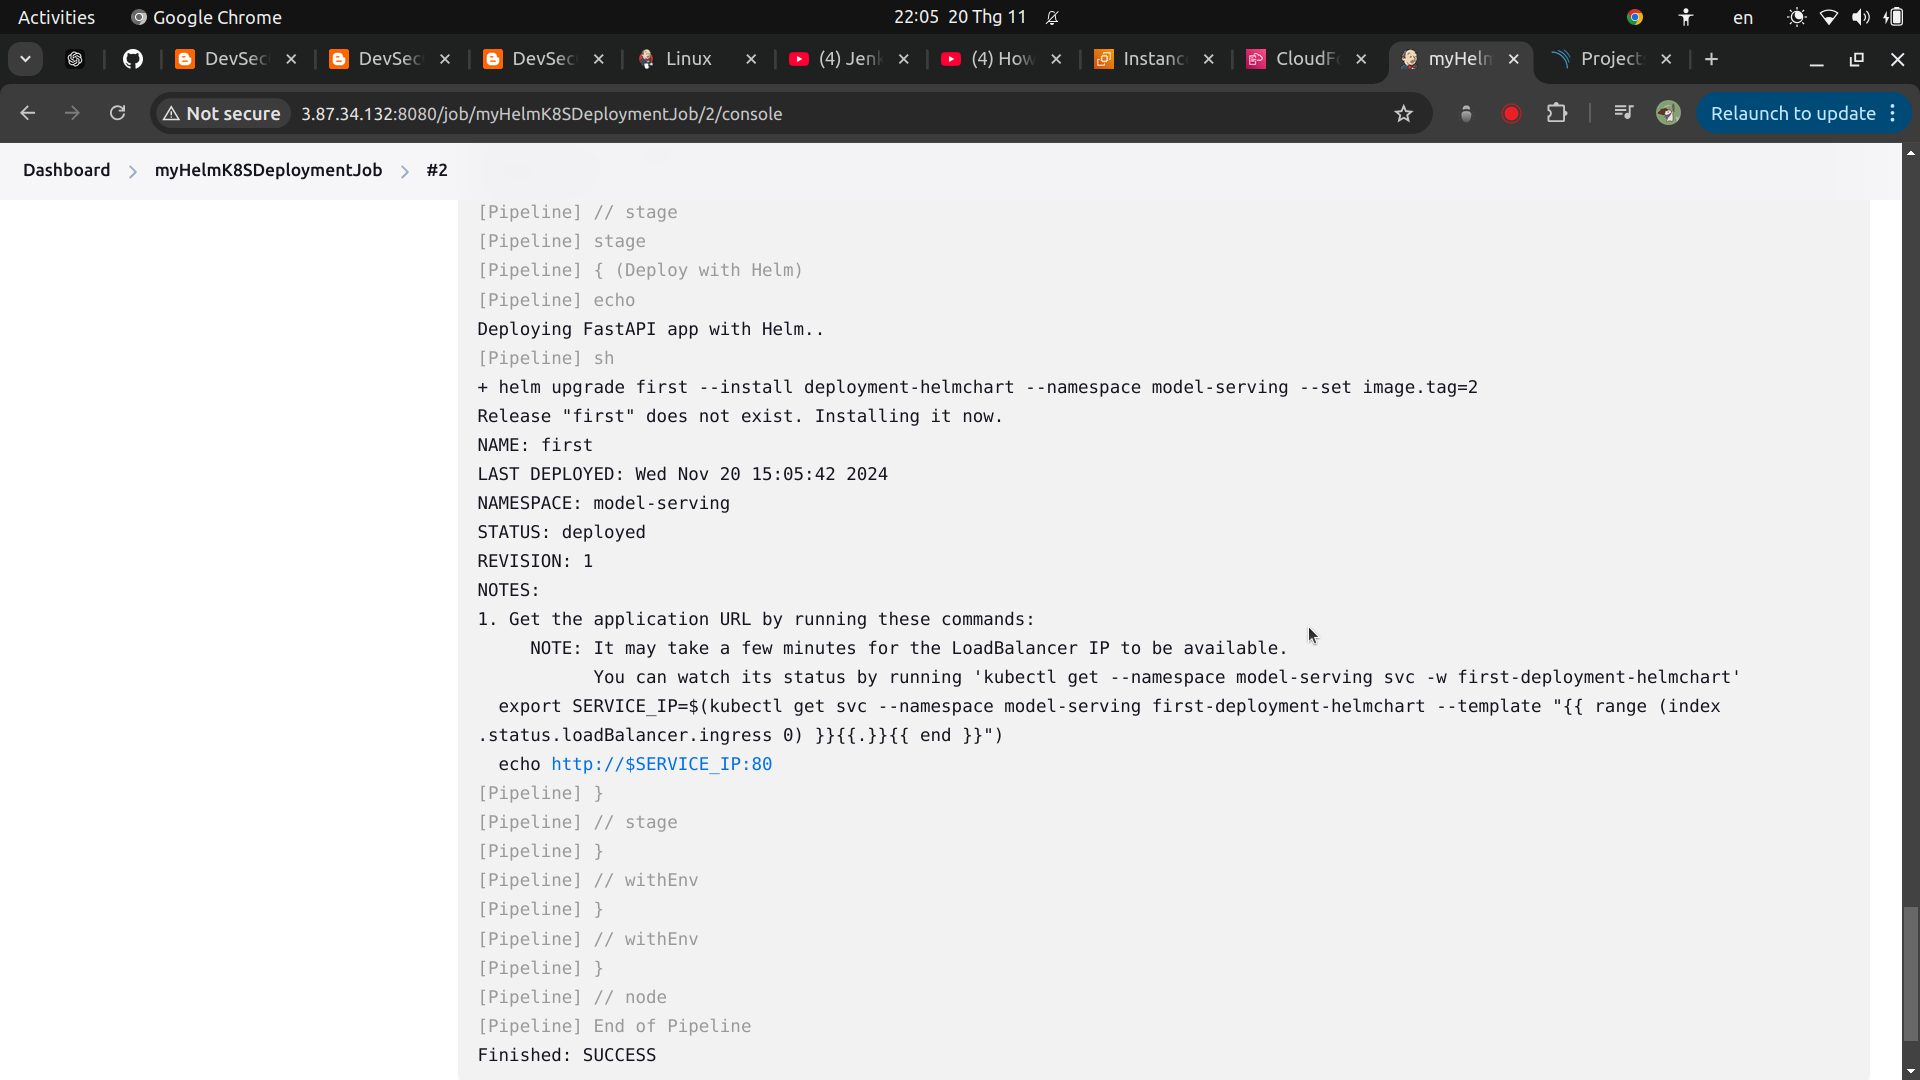 Activities
Google Chrome
22:05 20 Thg 11
en
DevSec
DevSec
DevSec
Linux
(4) Jenk
(4) How
Instanc
CloudFo
myHelm
Projects
Not secure
3.87.34.132:8080/job/myHelmK8SDeploymentJob/2/console
Relaunch to update
Dashboard
myHelmK8SDeploymentJob
#2
[Pipeline] // stage
[Pipeline] stage
[Pipeline] { (Deploy with Helm)
[Pipeline] echo
Deploying FastAPI app with Helm..
[Pipeline] sh
+ helm upgrade first --install deployment-helmchart --namespace model-serving --set image.tag=2
Release "first" does not exist. Installing it now.
NAME: first
LAST DEPLOYED: Wed Nov 20 15:05:42 2024
NAMESPACE: model-serving
STATUS: deployed
REVISION: 1
NOTES:
1. Get the application URL by running these commands:
NOTE: It may take a few minutes for the LoadBalancer IP to be available.
You can watch its status by running 'kubectl get --namespace model-serving svc -w first-deployment-helmchart'
export SERVICE_IP=$(kubectl get svc --namespace model-serving first-deployment-helmchart --template "{{ range (index
.status.loadBalancer.ingress 0) }}{{.}}{{ end }}")
echo http://$SERVICE_IP:80
[Pipeline] }
[Pipeline] // stage
[Pipeline] }
[Pipeline] // withEnv
[Pipeline] }
[Pipeline] // withEnv
[Pipeline] }
[Pipeline] // node
[Pipeline] End of Pipeline
Finished: SUCCESS